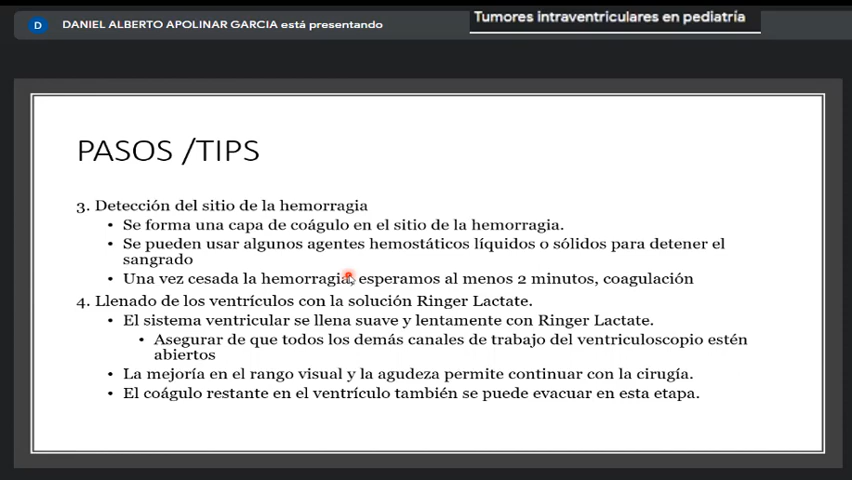 D DANIEL ALBERTO APOLINAR GARCIA está presentando
Tumores intraventriculares en pediatría
PASOS /TIPS
3. Detección del sitio de la hemorragia
• Se forma una capa de coágulo en el sitio de la hemorragia.
• Se pueden usar algunos agentes hemostáticos líquidos o sólidos para detener el
sangrado
• Una vez cesada la hemorragia, esperamos al menos 2 minutos, coagulación
4. Llenado de los ventrículos con la solución Ringer Lactate.
• El sistema ventricular se llena suave y lentamente con Ringer Lactate.
• Asegurar de que todos los demás canales de trabajo del ventriculoscopio estén
abiertos
• La mejoría en el rango visual y la agudeza permite continuar con la cirugía.
• El coágulo restante en el ventrículo también se puede evacuar en esta etapa.